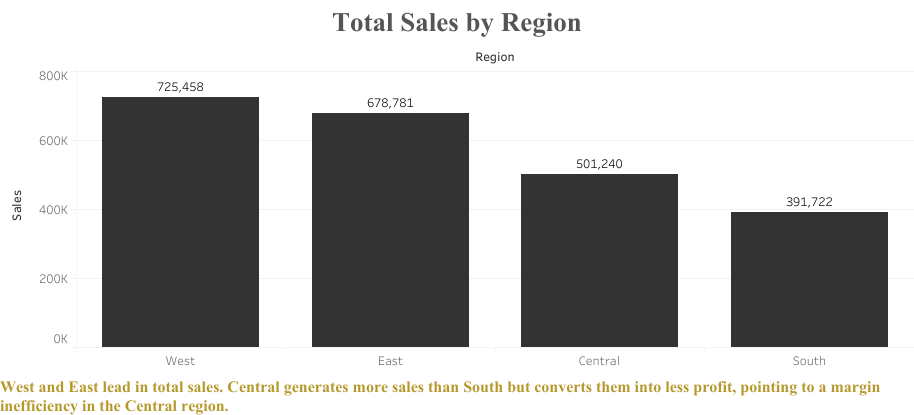 Total Sales by Region
Region
800K
725,458
678,781
600K
501,240
Sales
400K
391,722
200K
0K
West
East
Central
South
West and East lead in total sales. Central generates more sales than South but converts them into less profit, pointing to a margin
inefficiency in the Central region.